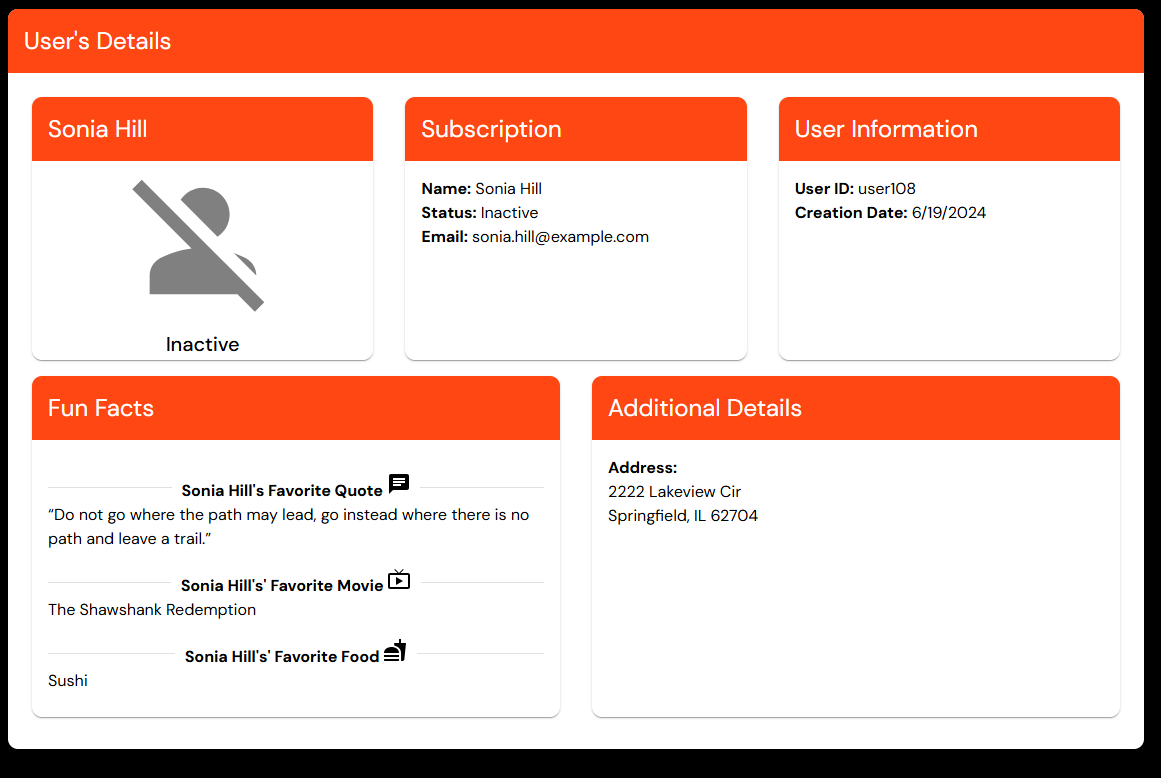 User's Details
Sonia Hill
Inactive
Subscription
Name: Sonia Hill
Status: Inactive
Email: sonia.hill@example.com
User Information
User ID: user108
Creation Date: 6/19/2024
Fun Facts
Sonia Hill's Favorite Quote
“Do not go where the path may lead, go instead where there is no
path and leave a trail.”
Sonia Hill's' Favorite Movie
The Shawshank Redemption
Sonia Hill's' Favorite Food
Sushi
Additional Details
Address:
2222 Lakeview Cir
Springfield, IL 62704